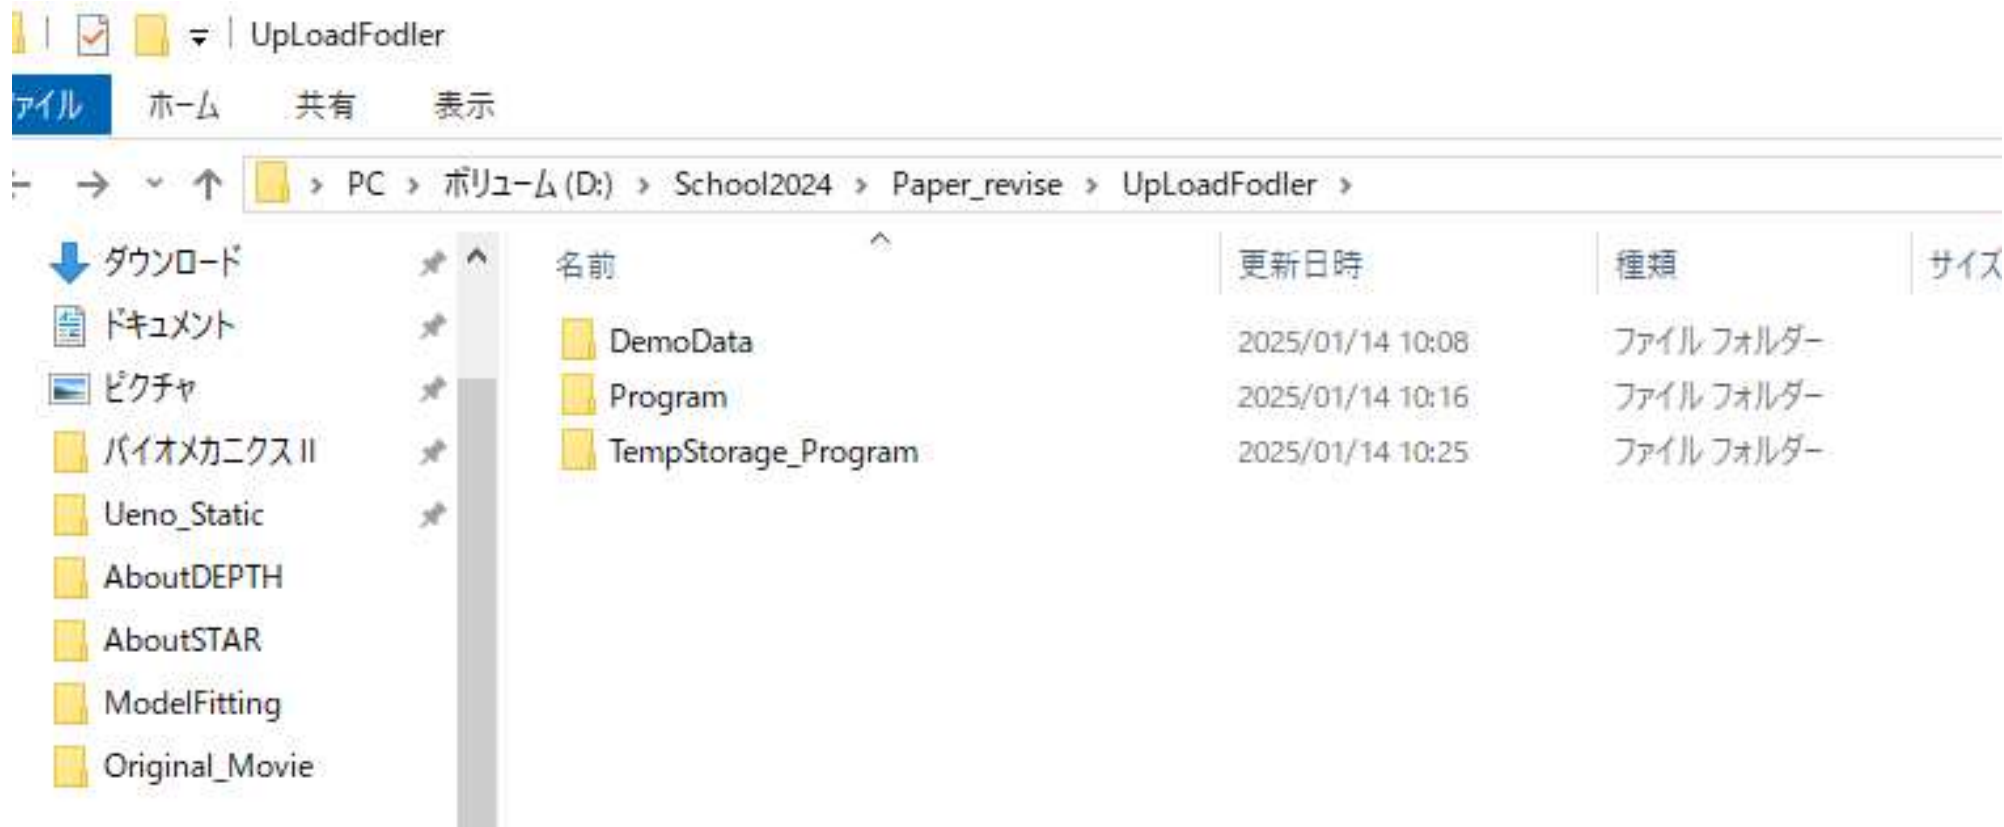 UpLoadFodler
ファイル ホーム 共有 表示
PC ボリューム (D:) School2024 Paper_revise UpLoadFodler
ダウンロード
ドキュメント
ピクチャ
バイオメカニクスⅡ
Ueno_Static
AboutDEPTH
AboutSTAR
ModelFitting
Original_Movie
名前 更新日時 種類 サイズ
DemoData 2025/01/14 10:08 ファイル フォルダー
Program 2025/01/14 10:16 ファイル フォルダー
TempStorage_Program 2025/01/14 10:25 ファイル フォルダー